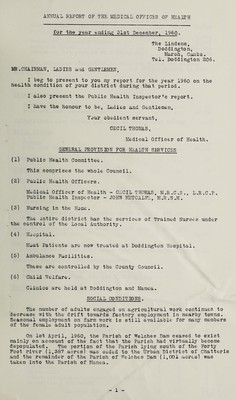 ANNUAL REPORT OF THE MEDICAL OFFICER OF HEALTH
for the year ending 31st December, 1960.
The Lindens,
Doddington,
March, Cambs.
Tel. Doddington 206.
MR. CHAIRMAN, LADIES and GENTLEMEN,
I beg to present to you my report for the year 1960 on the
health condition of your district during that period.
I also present the Public Health Inspector's report.
I have the honour to be, Ladies and Gentlemen,
Your obedient servant,
CECIL THOMAS,
Medical Officer of Health.
GENERAL PROVISION FOR HEALTH SERVICES
(1) Public Health Committee.
This comprises the whole Council.
(2) Public Health Officers.
Medical Officer of Health - CECIL THOMAS, M.R.C.S., L.R.C.P.
Public Health Inspector - JOHN METCALFE,
(3) Nursing in the Home.
The entire district has the services of Trained Nurses under
the control of the Local Authority.
(4) Hospital.
Most Patients are now treated at Doddington Hospital.
(5) Ambulance Facilities.
These are controlled by the County Council.
(6) Child Welfare.
Clinics are held at Doddington and Manea.
SOCIAL CONDITIONS.
The number of adults engaged on agricultural work continues to
decrease with the drift towards factory employment in nearby towns.
Seasonal employment on farm work is still available for many members
of the female adult population.
On 1st April, 1960, the Parish of Welches Dam ceased to exist
mainly on account of the fact that the Parish had virtually become
depopulated. The portion of the Parish lying south of the Forty
Foot river (1,387 acres) was added to the Urban District of Chatteris
and the remainder of the Parish of Welches Dam (1,051 acres) was
taken into the Parish of Manea.
- 1 -